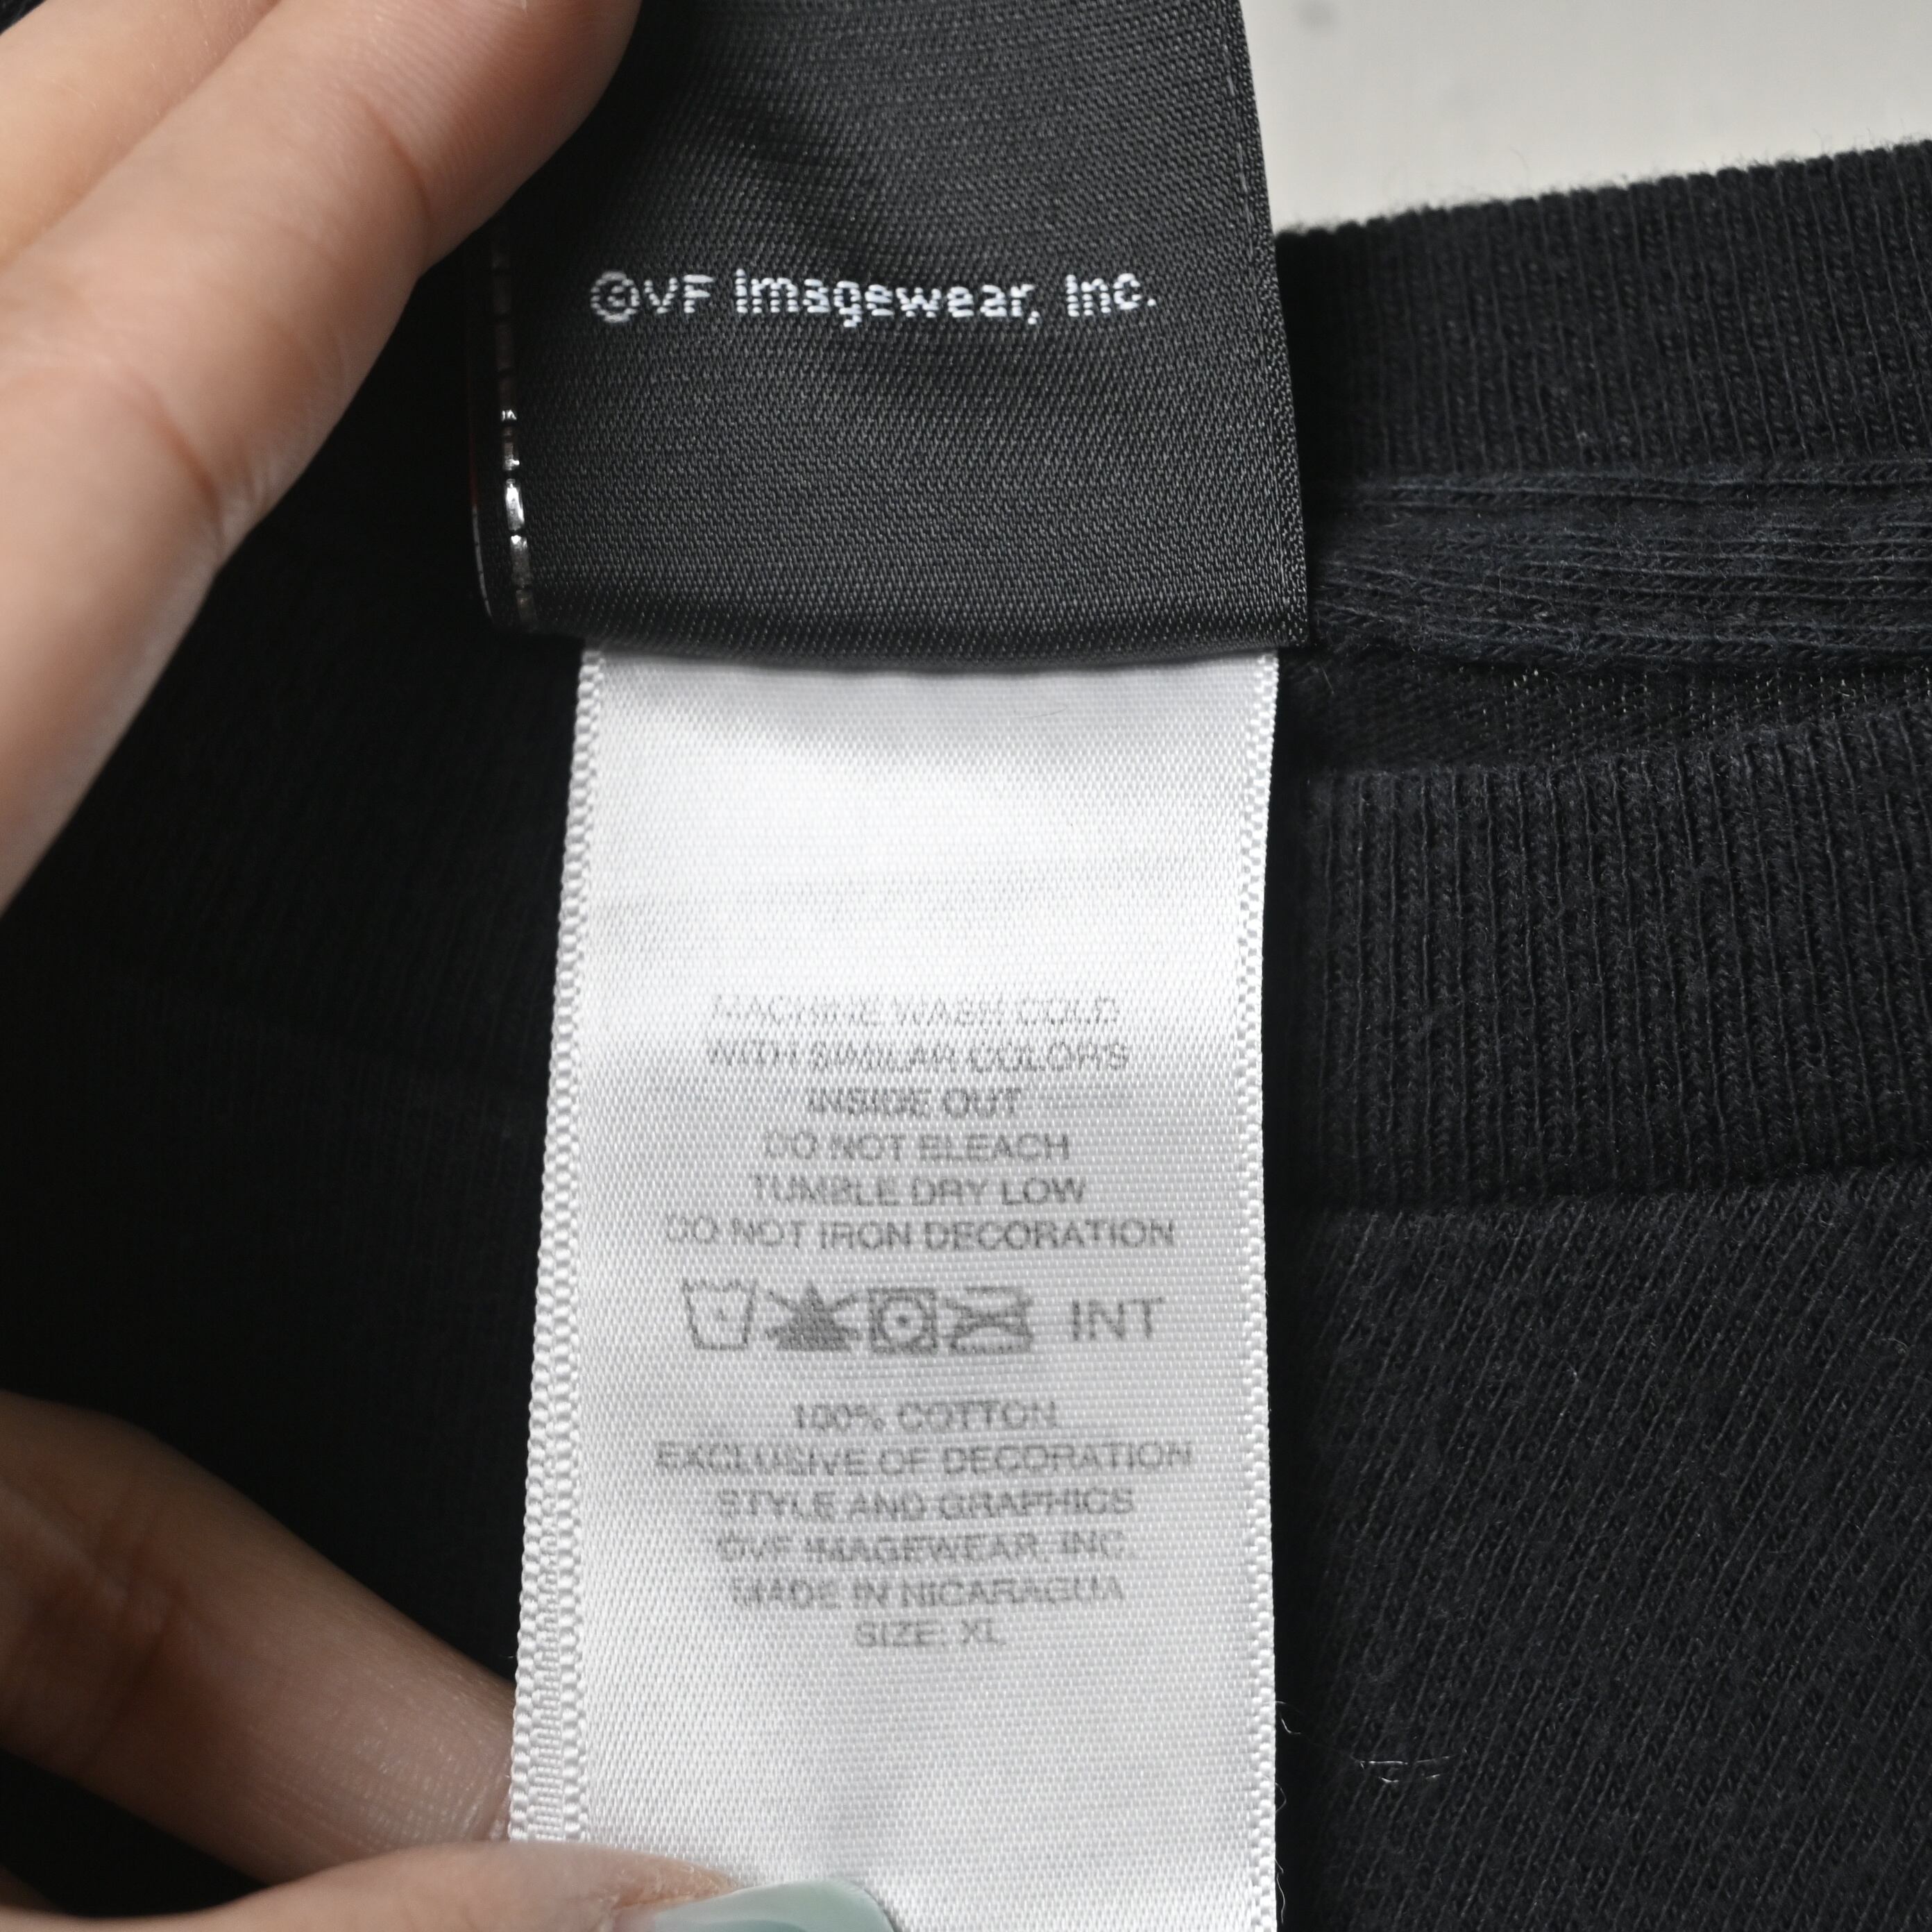 ©VF Imagewear, Inc.
MACHINE WASH COLD
WITH SIMILAR COLORS
INSIDE OUT
DO NOT BLEACH
TUMBLE DRY LOW
DO NOT IRON DECORATION
INT
100% COTTON
EXCLUSIVE OF DECORATION
STYLE AND GRAPHICS
©VF IMAGEWEAR, INC.
MADE IN NICARAGUA
SIZE: XL